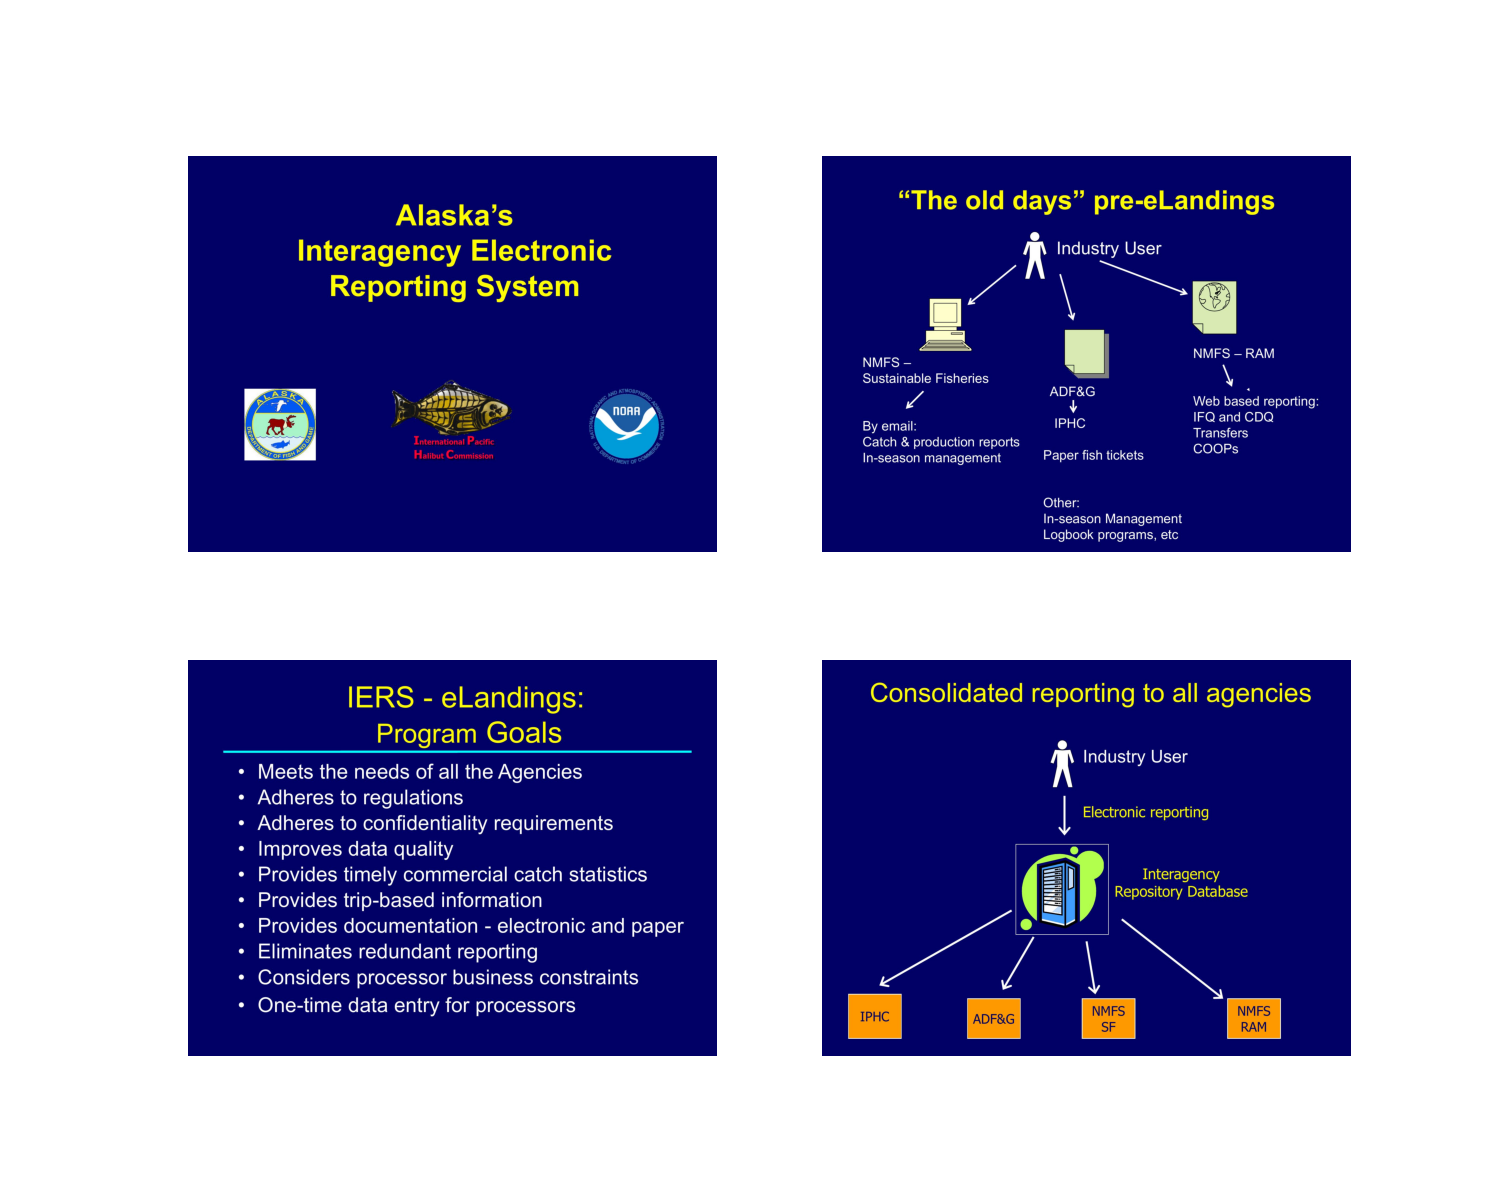 Alaska's
Interagency Electronic
Reporting System
ALASKA
DEPARTMENT OF FISH AND GAME
International Pacific
Halibut Commission
NATIONAL OCEANIC AND ATMOSPHERIC ADMINISTRATION
NOAA
U.S. DEPARTMENT OF COMMERCE
“The old days” pre-eLandings
Industry User
NMFS –
Sustainable Fisheries
By email:
Catch & production reports
In-season management
ADF&G
IPHC
Paper fish tickets
Other:
In-season Management
Logbook programs, etc
NMFS – RAM
Web based reporting:
IFQ and CDQ
Transfers
COOPs
IERS - eLandings:
Program Goals
• Meets the needs of all the Agencies
• Adheres to regulations
• Adheres to confidentiality requirements
• Improves data quality
• Provides timely commercial catch statistics
• Provides trip-based information
• Provides documentation - electronic and paper
• Eliminates redundant reporting
• Considers processor business constraints
• One-time data entry for processors
Consolidated reporting to all agencies
Industry User
Electronic reporting
Interagency
Repository Database
IPHC
ADF&G
NMFS
SF
NMFS
RAM